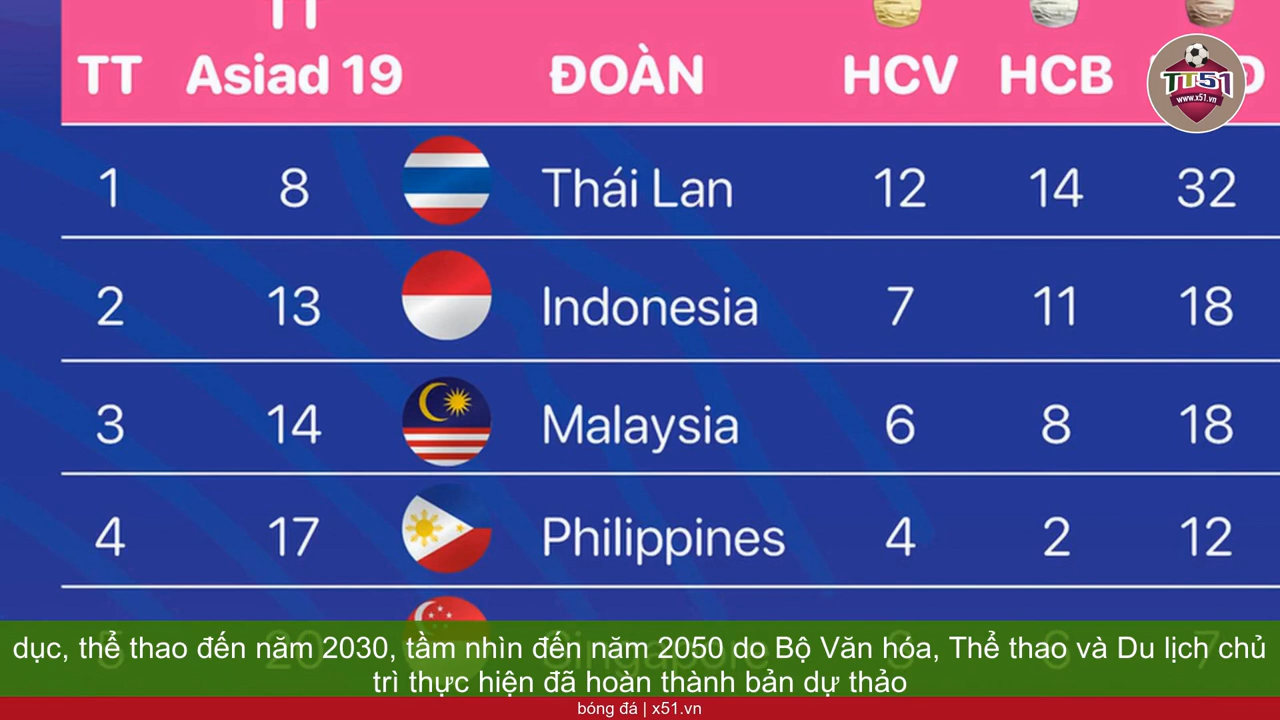 TT
TT Asiad 19 ĐOÀN HCV HCB Đ
TT51
www.x51.vn
1 8 Thái Lan 12 14 32
2 13 Indonesia 7 11 18
3 14 Malaysia 6 8 18
4 17 Philippines 4 2 12
dục, thể thao đến năm 2030, tầm nhìn đến năm 2050 do Bộ Văn hóa, Thể thao và Du lịch chủ
trì thực hiện đã hoàn thành bản dự thảo
bóng đá | x51.vn